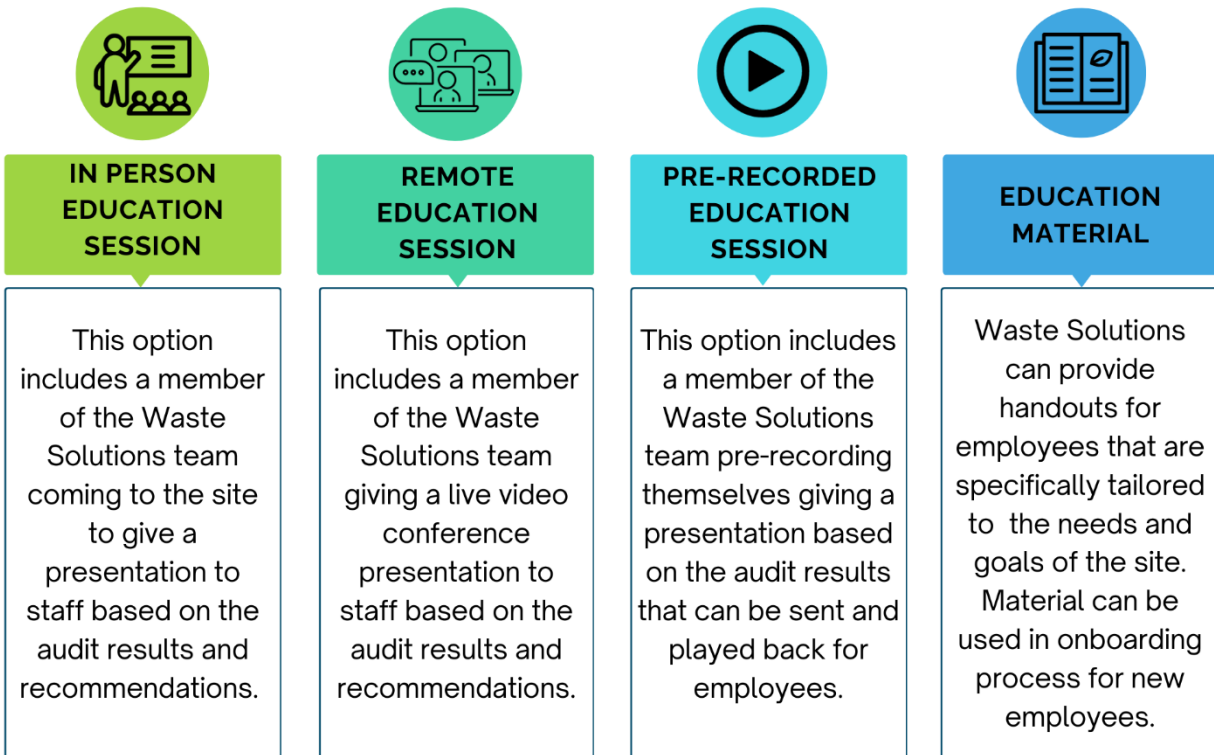 IN PERSON
EDUCATION
SESSION
This option
includes a member
of the Waste
Solutions team
coming to the site
to give a
presentation to
staff based on the
audit results and
recommendations.
REMOTE
EDUCATION
SESSION
This option
includes a member
of the Waste
Solutions team
giving a live video
conference
presentation to
staff based on the
audit results and
recommendations.
PRE-RECORDED
EDUCATION
SESSION
This option includes
a member of the
Waste Solutions
team pre-recording
themselves giving a
presentation based
on the audit results
that can be sent and
played back for
employees.
EDUCATION
MATERIAL
Waste Solutions
can provide
handouts for
employees that are
specifically tailored
to  the needs and
goals of the site.
Material can be
used in onboarding
process for new
employees.